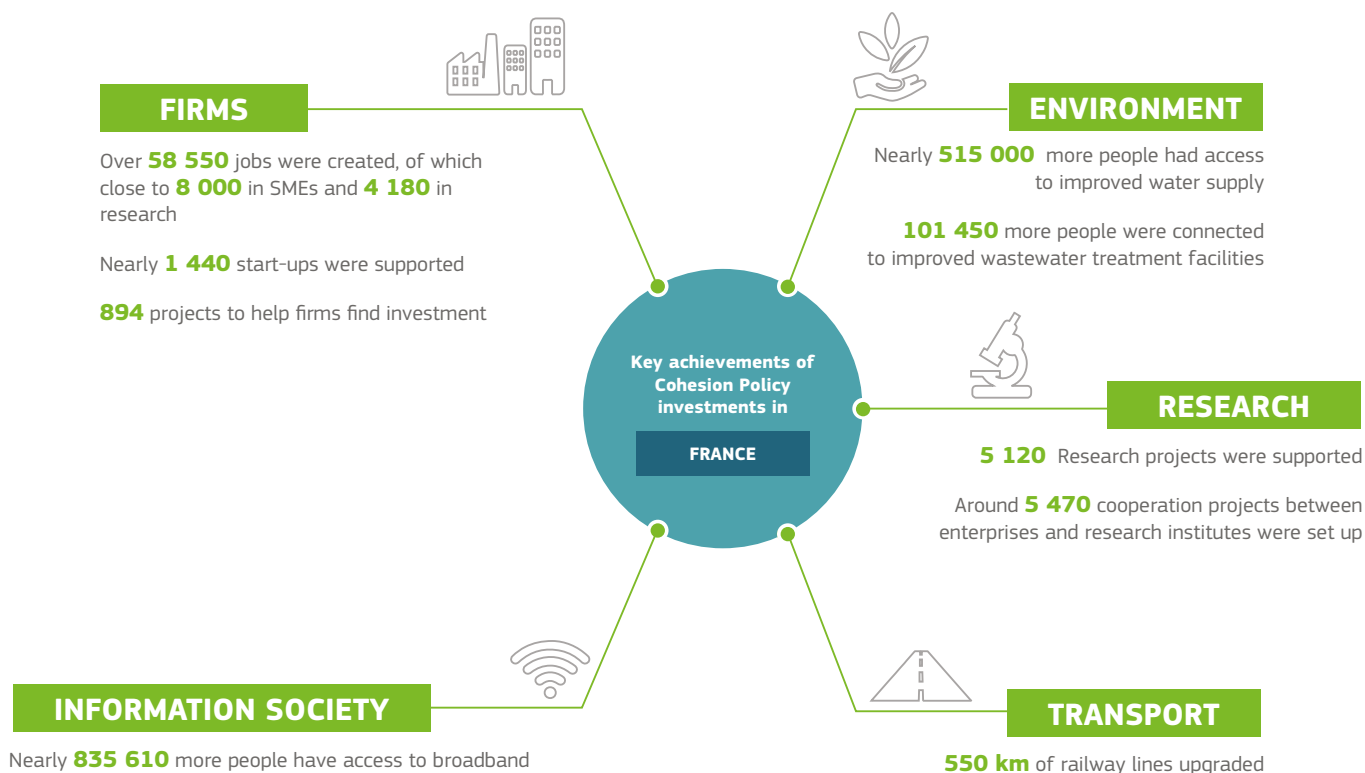 FIRMS
Over 58 550 jobs were created, of which
close to 8 000 in SMEs and 4 180 in
research
Nearly 1 440 start-ups were supported
894 projects to help firms find investment
ENVIRONMENT
Nearly 515 000 more people had access
to improved water supply
101 450 more people were connected
to improved wastewater treatment facilities
Key achievements of
Cohesion Policy
investments in
FRANCE
RESEARCH
5 120 Research projects were supported
Around 5 470 cooperation projects between
enterprises and research institutes were set up
INFORMATION SOCIETY
Nearly 835 610 more people have access to broadband
TRANSPORT
550 km of railway lines upgraded